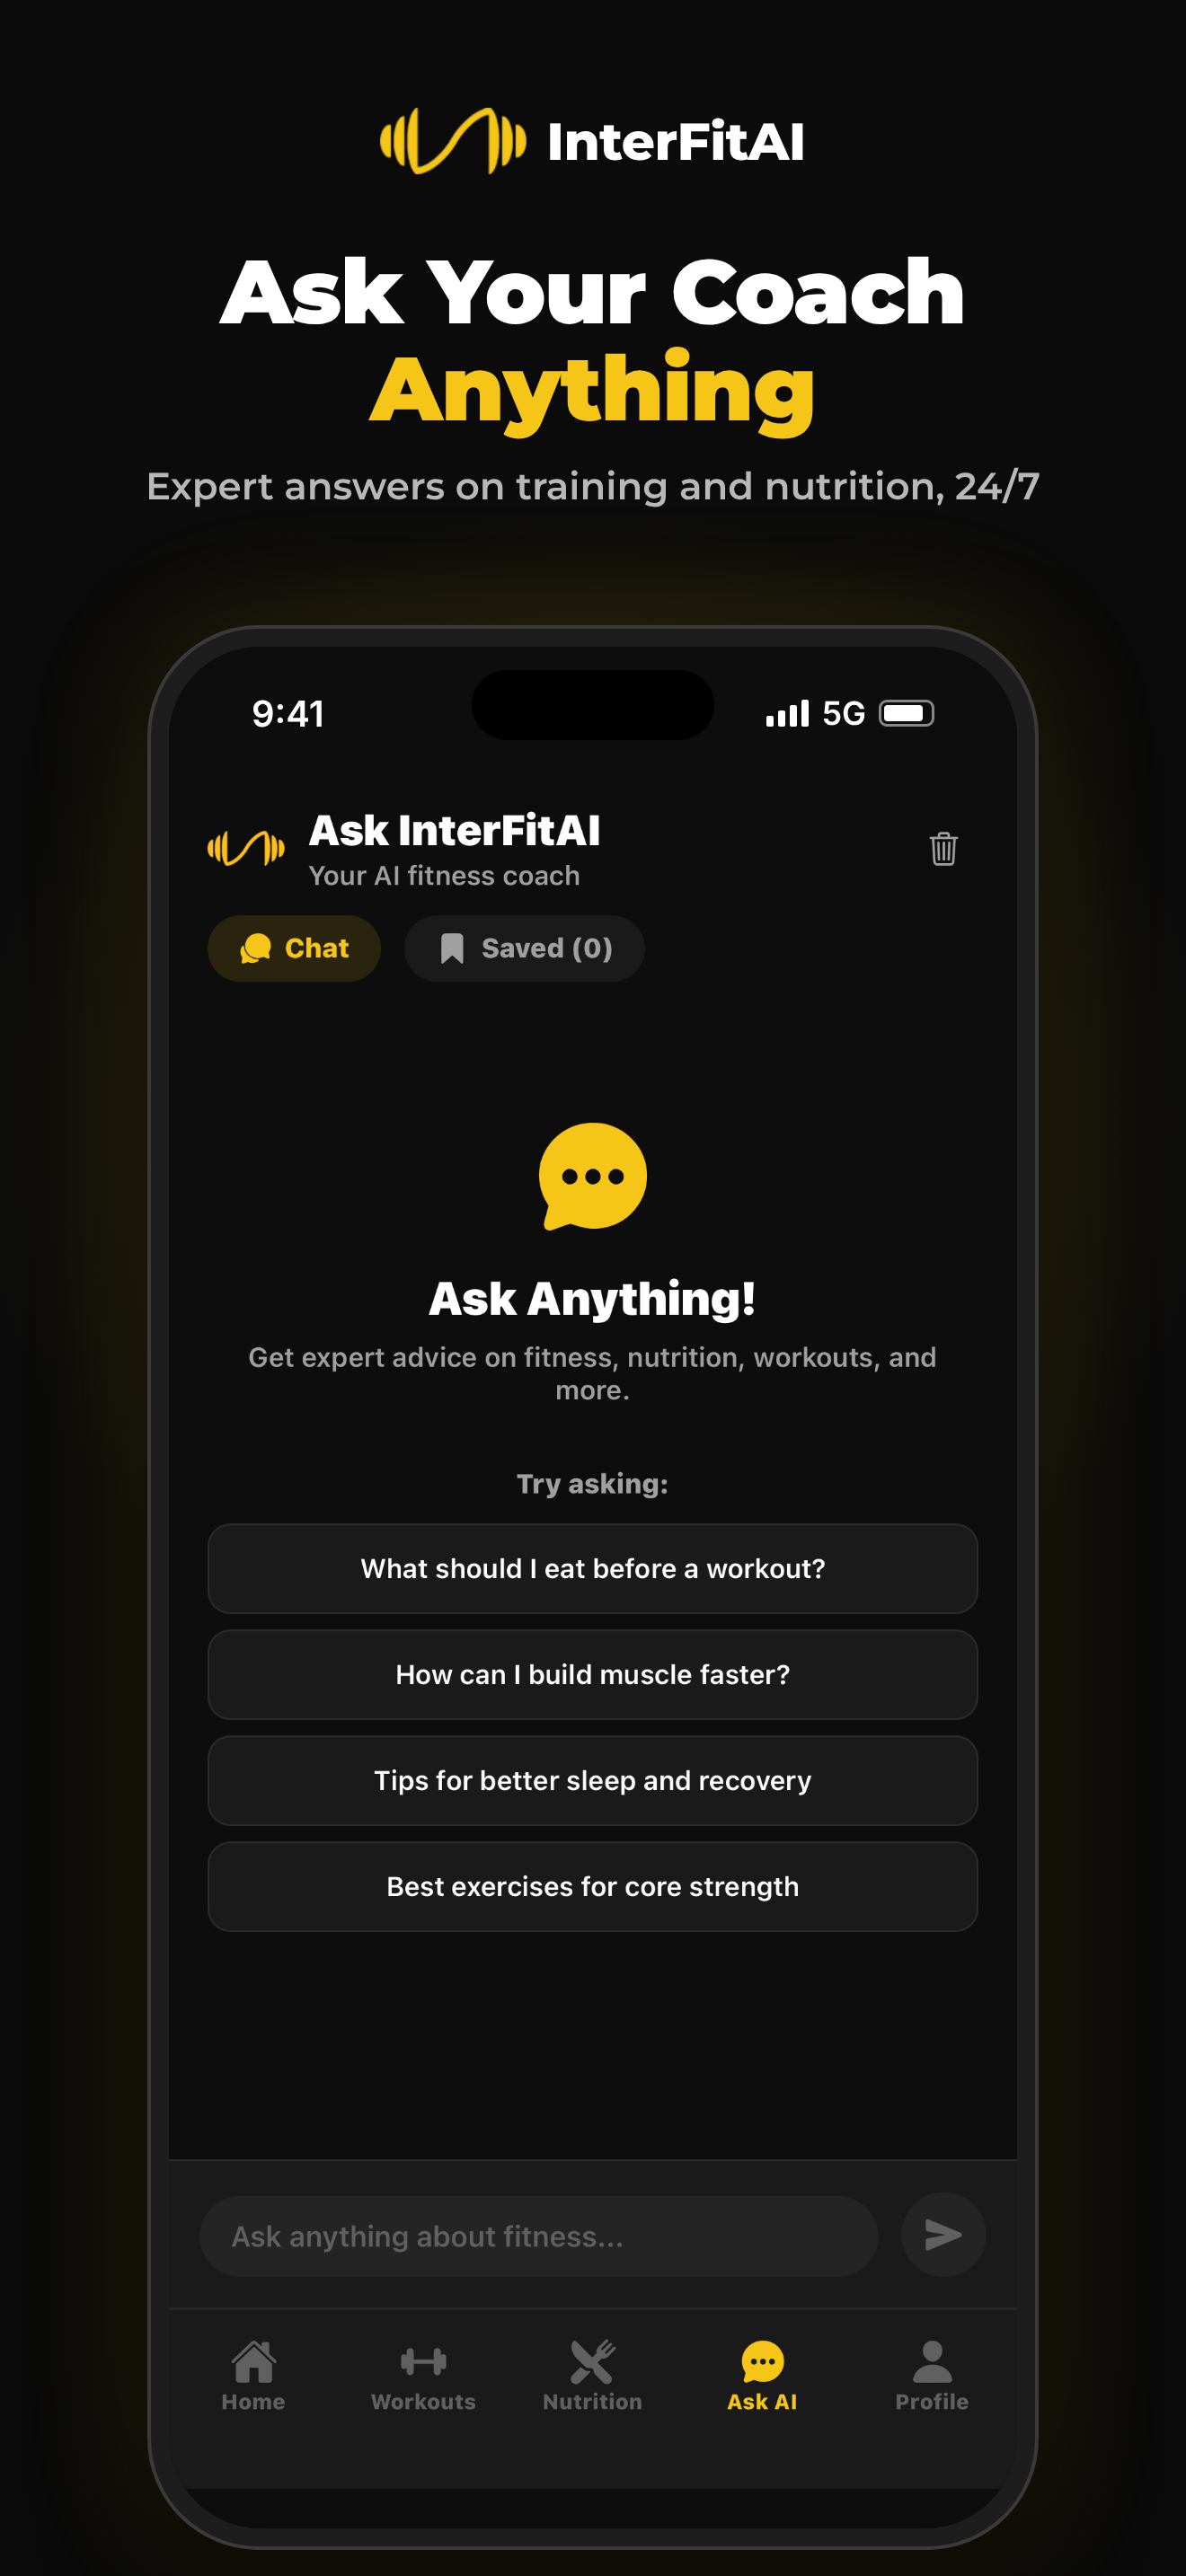 InterFitAI
Ask Your Coach
Anything
Expert answers on training and nutrition, 24/7
9:41
5G
Ask InterFitAI
Your AI fitness coach
Chat
Saved (0)
Ask Anything!
Get expert advice on fitness, nutrition, workouts, and
more.
Try asking:
What should I eat before a workout?
How can I build muscle faster?
Tips for better sleep and recovery
Best exercises for core strength
Ask anything about fitness...
Home
Workouts
Nutrition
Ask AI
Profile